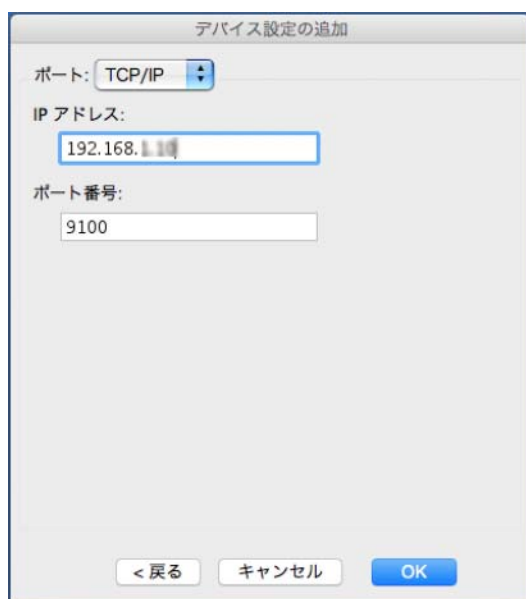 デバイス設定の追加
ポート: TCP/IP
IP アドレス:
192.168.
ポート番号:
9100
< 戻る キャンセル OK